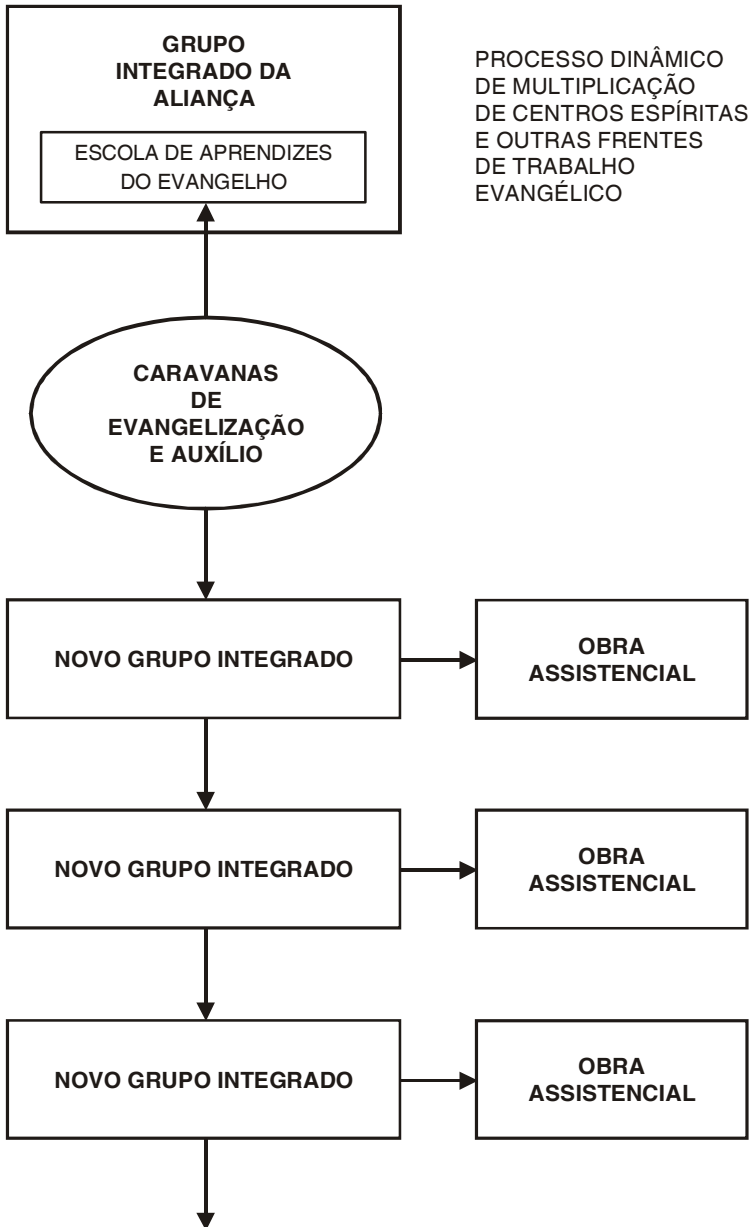 GRUPO
INTEGRADO DA
ALIANÇA
ESCOLA DE APRENDIZES
DO EVANGELHO
PROCESSO DINÂMICO
DE MULTIPLICAÇÃO
DE CENTROS ESPÍRITAS
E OUTRAS FRENTES
DE TRABALHO
EVANGÉLICO
CARAVANAS
DE
EVANGELIZAÇÃO
E AUXÍLIO
NOVO GRUPO INTEGRADO
OBRA
ASSISTENCIAL
NOVO GRUPO INTEGRADO
OBRA
ASSISTENCIAL
NOVO GRUPO INTEGRADO
OBRA
ASSISTENCIAL